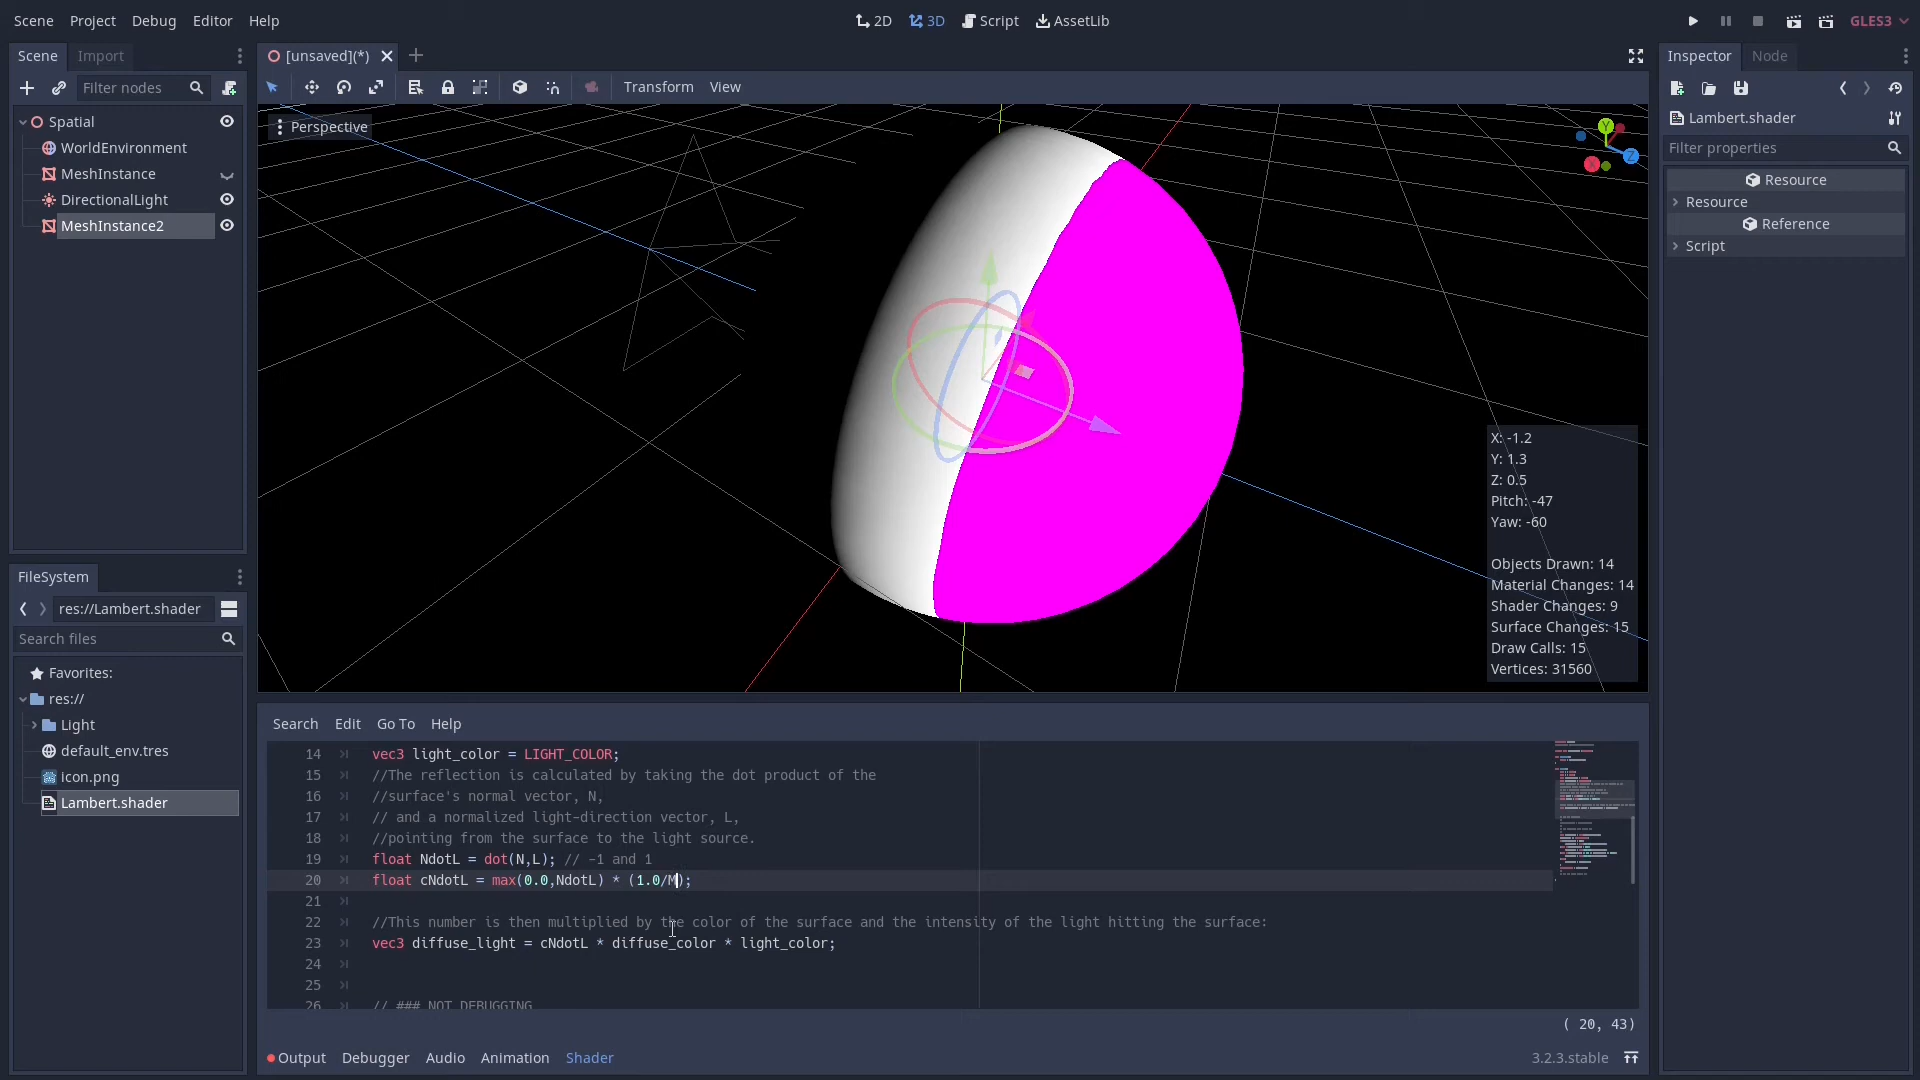 Scene Project Debug Editor Help
2D 3D Script AssetLib
GLES3
Scene Import
Filter nodes
Spatial
WorldEnvironment
MeshInstance
DirectionalLight
MeshInstance2
FileSystem
res://Lambert.shader
Search files
Favorites:
res://
Light
default_env.tres
icon.png
Lambert.shader
[unsaved](*)
Transform View
Perspective
Y
Z
X
X: -1.2
Y: 1.3
Z: 0.5
Pitch: -47
Yaw: -60
Objects Drawn: 14
Material Changes: 14
Shader Changes: 9
Surface Changes: 15
Draw Calls: 15
Vertices: 31560
Search Edit Go To Help
14 vec3 light_color = LIGHT_COLOR;
15 //The reflection is calculated by taking the dot product of the
16 //surface's normal vector, N,
17 // and a normalized light-direction vector, L,
18 //pointing from the surface to the light source.
19 float NdotL = dot(N,L); // -1 and 1
20 float cNdotL = max(0.0,NdotL) * (1.0/M);
21
22 //This number is then multiplied by the color of the surface and the intensity of the light hitting the surface:
23 vec3 diffuse_light = cNdotL * diffuse_color * light_color;
24
25
26 // ### NOT DEBUGGING
( 20, 43)
Output Debugger Audio Animation Shader
3.2.3.stable
Inspector Node
Lambert.shader
Filter properties
Resource
Resource
Reference
Script